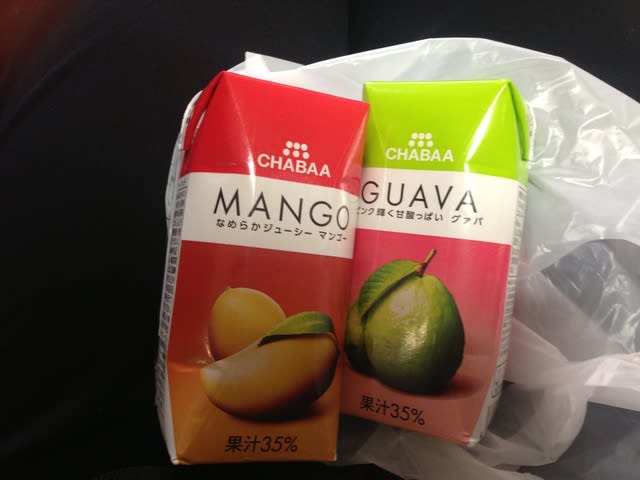 CHABAA
MANGO
なめらかジューシー マンゴー
果汁35%
CHABAA
GUAVA
ピンク輝く甘酸っぱい グァバ
果汁35%